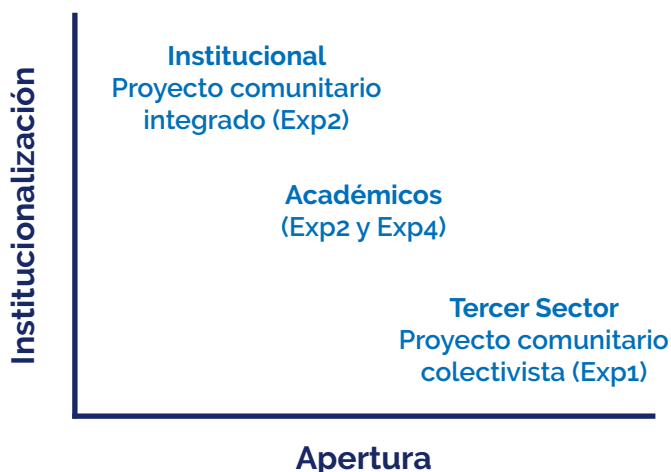 Institucionalización
Institucional
Proyecto comunitario
integrado (Exp2)
Académicos
(Exp2 y Exp4)
Tercer Sector
Proyecto comunitario
colectivista (Exp1)
Apertura